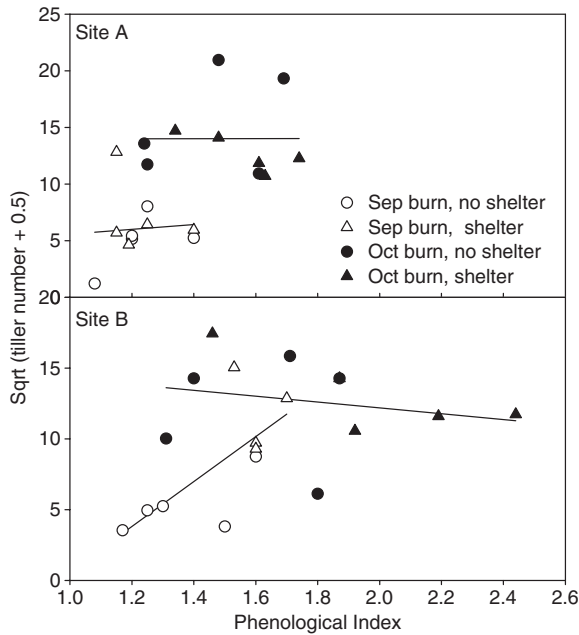 Site A
25
20
15
10
5
0
Sep burn, no shelter
Sep burn, shelter
Oct burn, no shelter
Oct burn, shelter
Sqrt (tiller number + 0.5)
Site B
20
15
10
5
0
1.0 1.2 1.4 1.6 1.8 2.0 2.2 2.4 2.6
Phenological Index